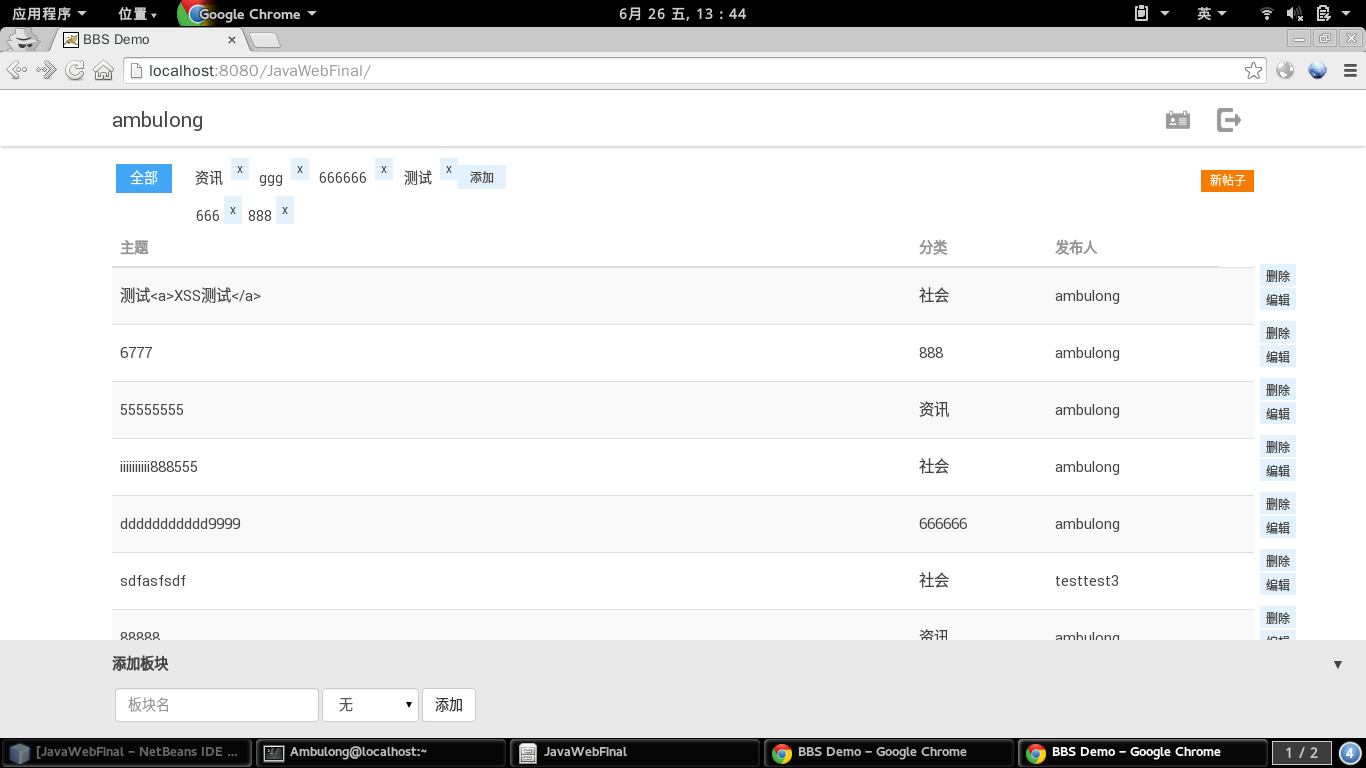 应用程序 位置 Google Chrome 6月 26 五, 13 : 44 英
BBS Demo ×
localhost:8080/JavaWebFinal/
ambulong
全部 资讯 x ggg x 666666 x 测试 x 添加 新帖子
666 x 888 x
主题 分类 发布人
测试<a>XSS测试</a> 社会 ambulong 删除
编辑
6777 888 ambulong 删除
编辑
55555555 资讯 ambulong 删除
编辑
iiiiiiiiii888555 社会 ambulong 删除
编辑
ddddddddddd9999 666666 ambulong 删除
编辑
sdfasfsdf 社会 testtest3 删除
编辑
88888 资讯 ambulong 删除
编辑
添加板块 ▼
板块名 无 添加
[JavaWebFinal – NetBeans IDE ... Ambulong@localhost:~ JavaWebFinal BBS Demo – Google Chrome BBS Demo – Google Chrome 1 / 2 4